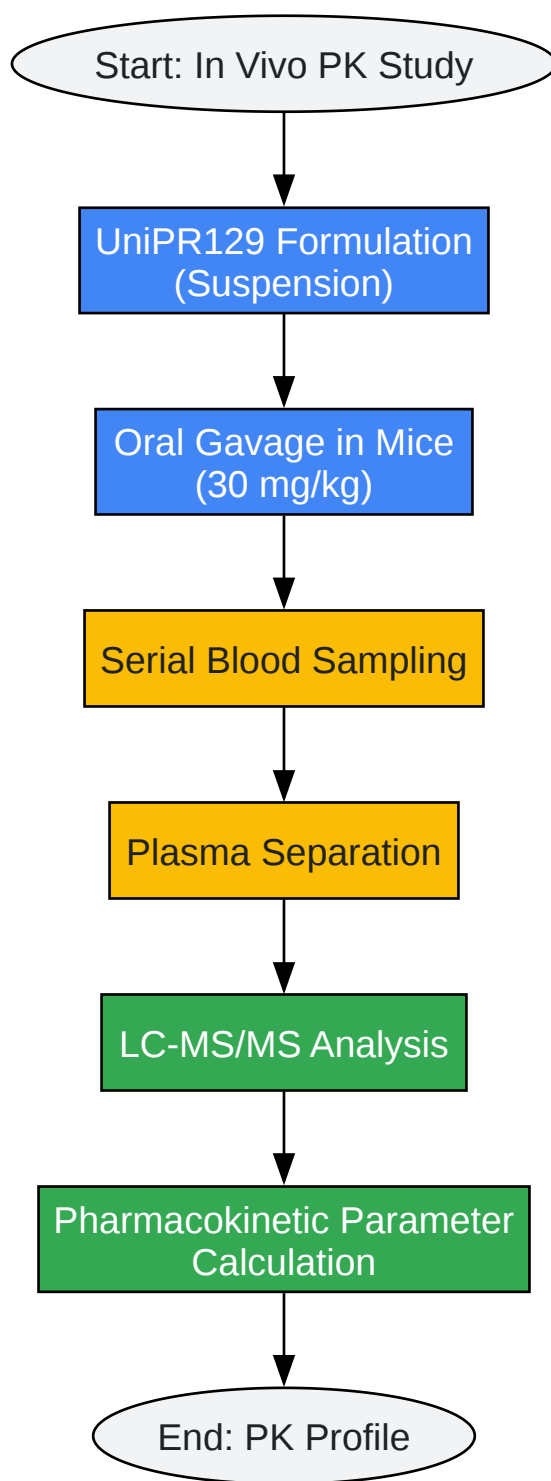 Start: In Vivo PK Study
UniPR129 Formulation
(Suspension)
Oral Gavage in Mice
(30 mg/kg)
Serial Blood Sampling
Plasma Separation
LC-MS/MS Analysis
Pharmacokinetic Parameter
Calculation
End: PK Profile